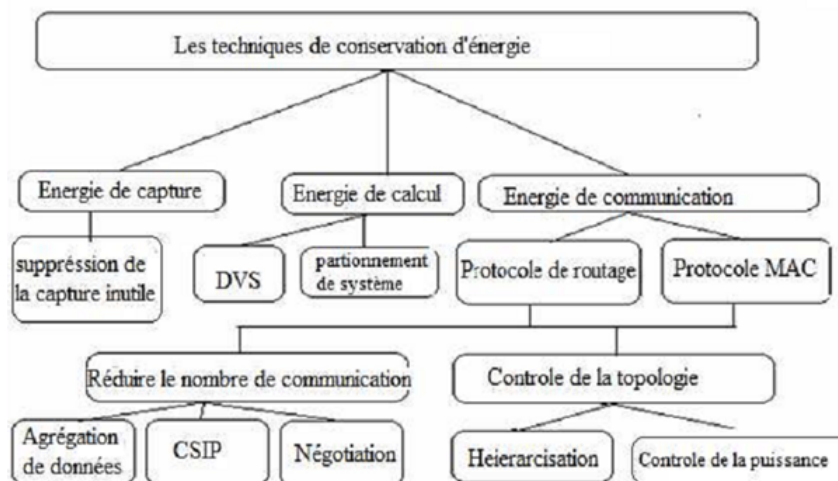 Les techniques de conservation d'énergie
Energie de capture
Energie de calcul
Energie de communication
suppréssion de
la capture inutile
DVS
partionnement
de système
Protocole de routage
Protocole MAC
Réduire le nombre de communication
Controle de la topologie
Agrégation
de données
CSIP
Négotiation
Heierarcisation
Controle de la puissance